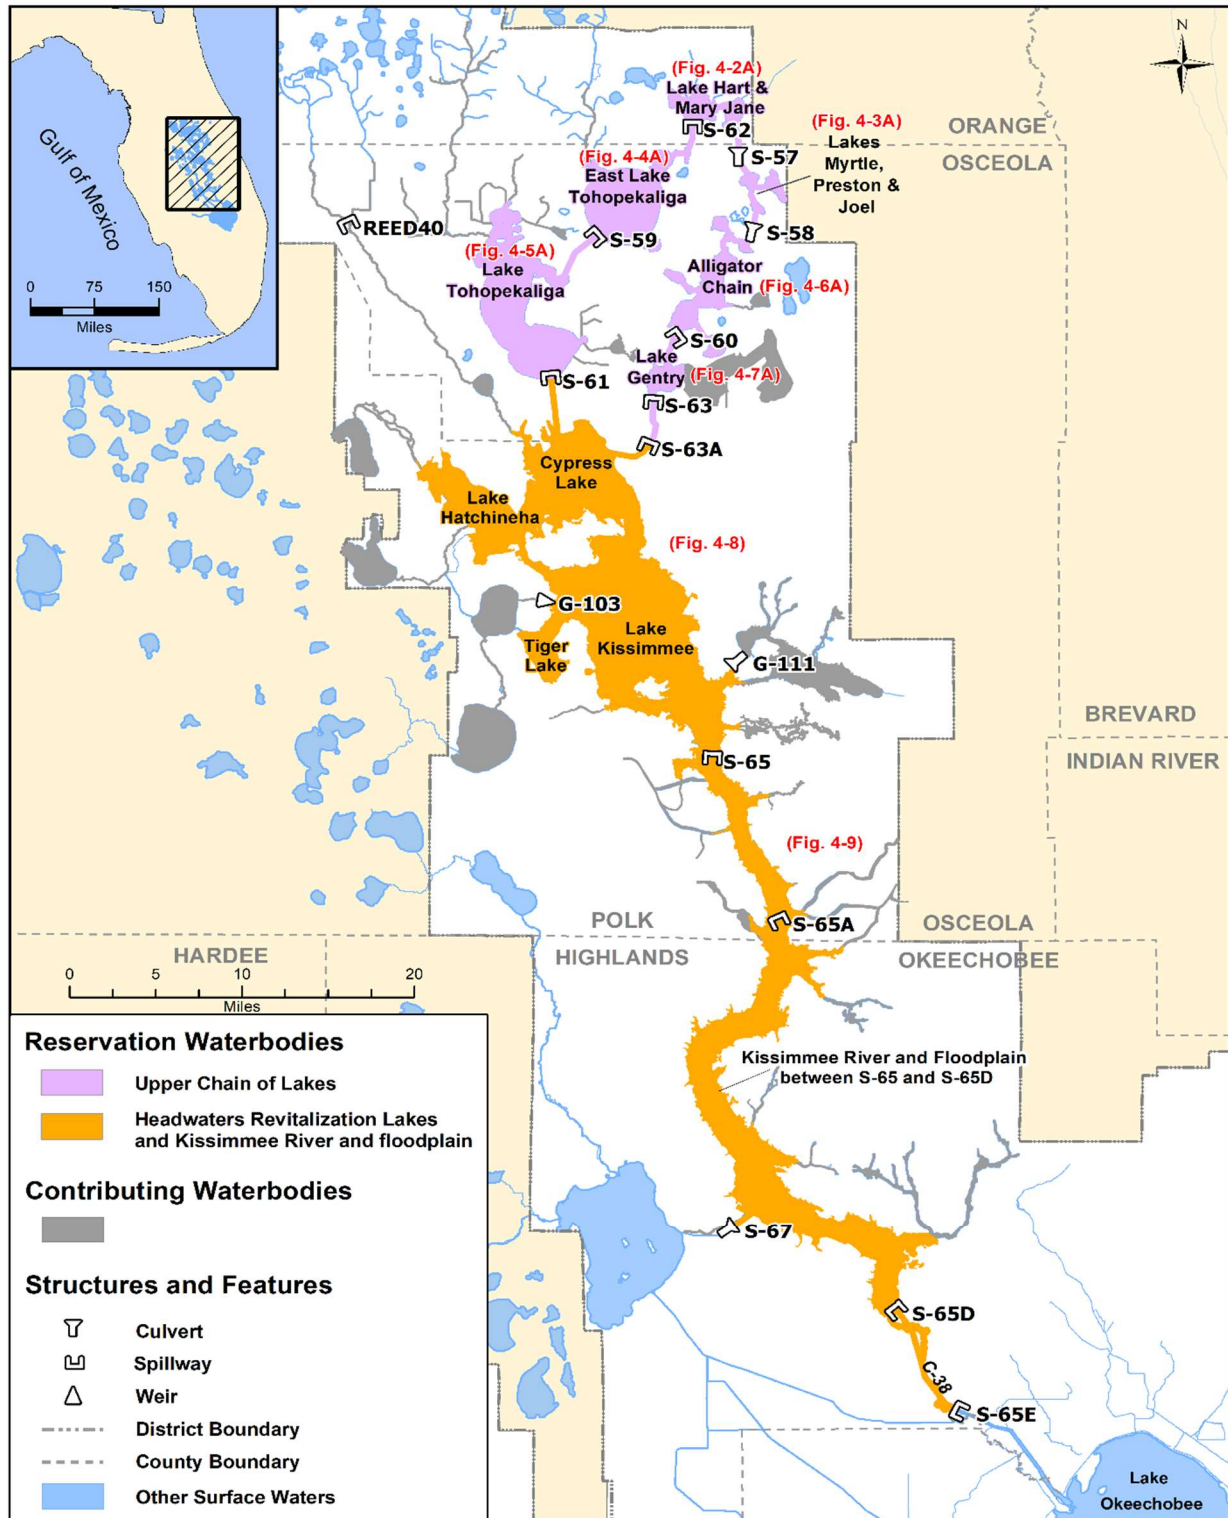 Gulf of Mexico
0 75 150
Miles
N
(Fig. 4-2A)
Lake Hart &
Mary Jane
S-62
(Fig. 4-3A)
Lakes
Myrtle,
Preston &
Joel
ORANGE
OSCEOLA
S-57
(Fig. 4-4A)
East Lake
Tohopekaliga
REED40
S-59
S-58
(Fig. 4-5A)
Lake
Tohopekaliga
Alligator
Chain
(Fig. 4-6A)
S-60
Lake
Gentry
(Fig. 4-7A)
S-61
S-63
S-63A
Cypress
Lake
Lake
Hatchineha
(Fig. 4-8)
G-103
Lake
Kissimmee
Tiger
Lake
G-111
BREVARD
INDIAN RIVER
S-65
(Fig. 4-9)
S-65A
POLK
OSCEOLA
HARDEE
HIGHLANDS
OKEECHOBEE
0 5 10 20
Miles
Kissimmee River and Floodplain
between S-65 and S-65D
S-67
S-65D
C-38
S-65E
Lake
Okeechobee
Reservation Waterbodies
Upper Chain of Lakes
Headwaters Revitalization Lakes
and Kissimmee River and floodplain
Contributing Waterbodies
Structures and Features
Culvert
Spillway
Weir
District Boundary
County Boundary
Other Surface Waters